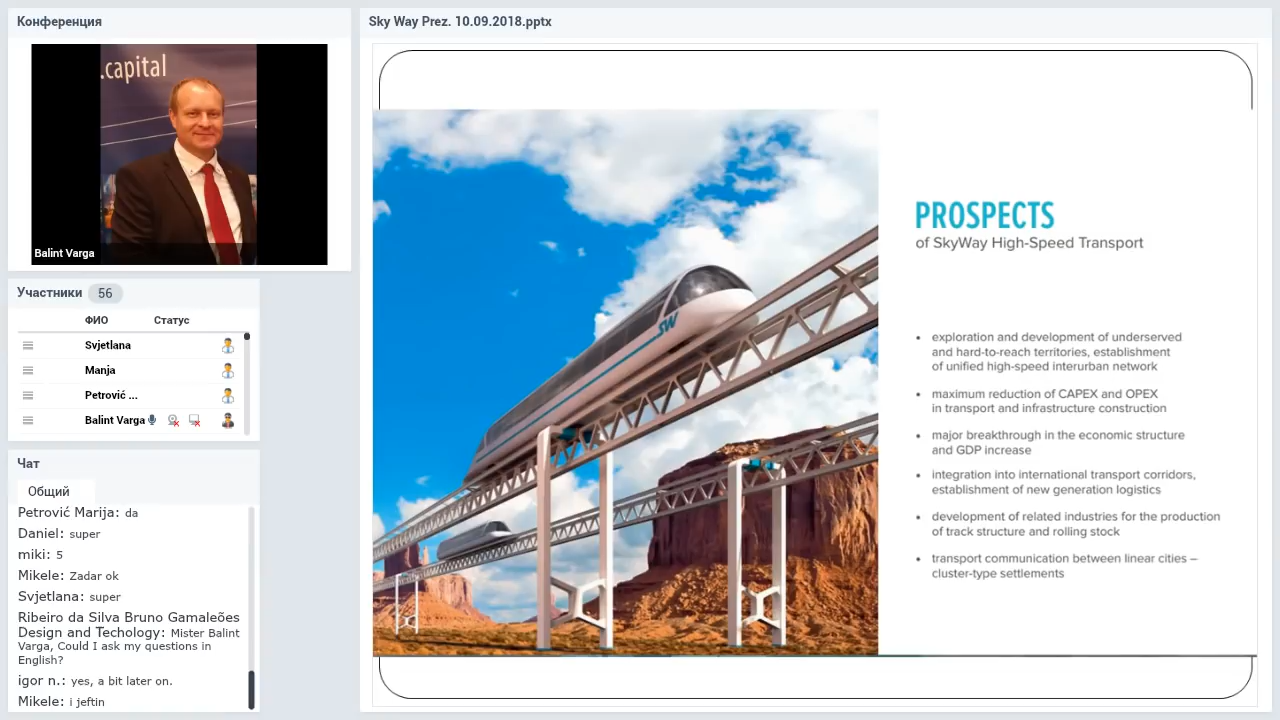 Конференция
.capital
Balint Varga
Участники 56
ФИО Статус
Svjetlana
Manja
Petrović ...
Balint Varga
Чат
Общий
Petrović Marija: da
Daniel: super
miki: 5
Mikele: Zadar ok
Svjetlana: super
Ribeiro da Silva Bruno Gamaleões
Design and Techology: Mister Balint
Varga, Could I ask my questions in
English?
igor n.: yes, a bit later on.
Mikele: i jeftin
Sky Way Prez. 10.09.2018.pptx
SW
PROSPECTS
of SkyWay High-Speed Transport
• exploration and development of underserved
and hard-to-reach territories, establishment
of unified high-speed interurban network
• maximum reduction of CAPEX and OPEX
in transport and infrastructure construction
• major breakthrough in the economic structure
and GDP increase
• integration into international transport corridors,
establishment of new generation logistics
• development of related industries for the production
of track structure and rolling stock
• transport communication between linear cities –
cluster-type settlements